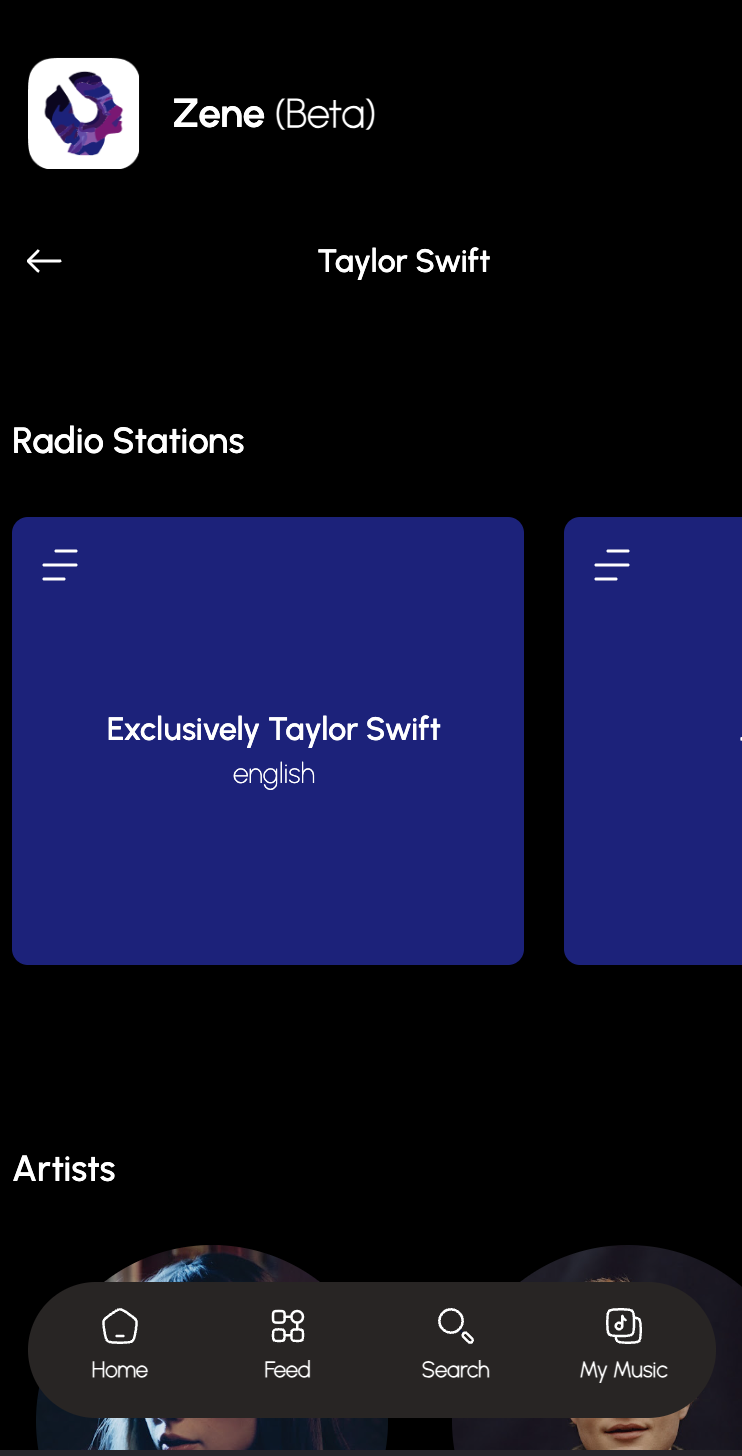 Zene (Beta)
Taylor Swift
Radio Stations
Exclusively Taylor Swift
english
Artists
Home
Feed
Search
My Music